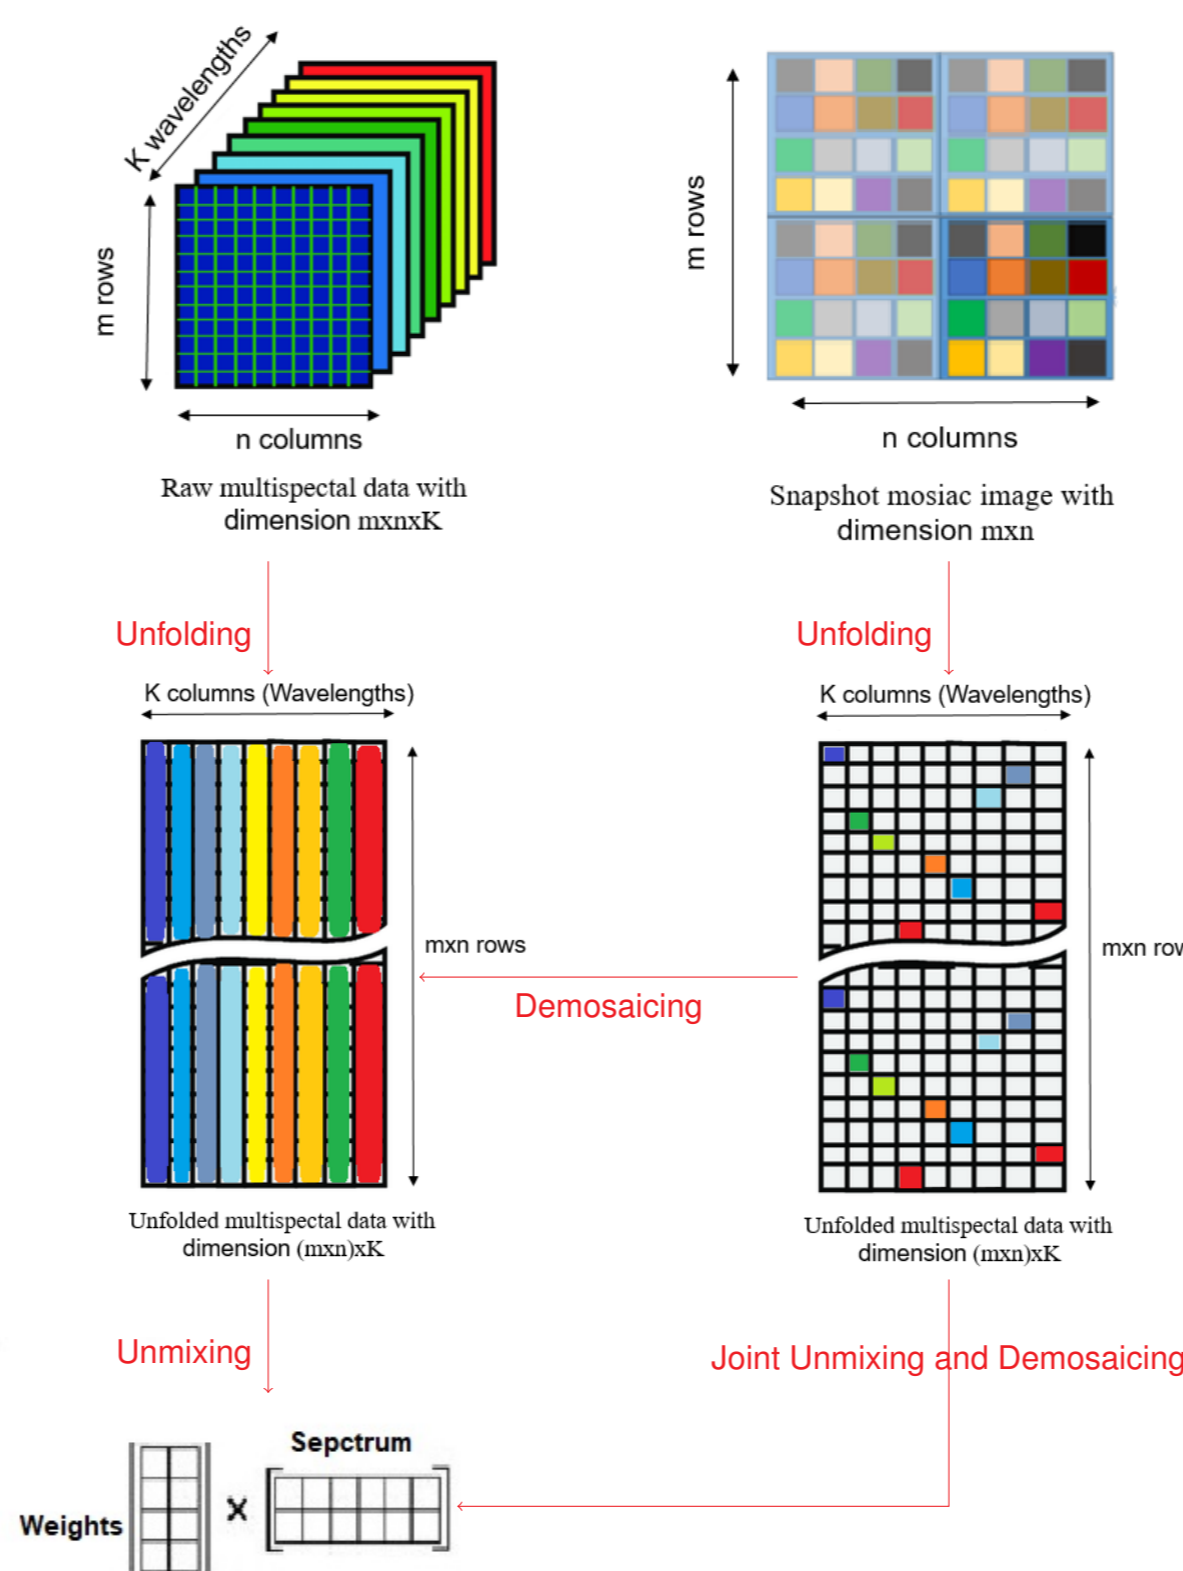 K wavelengths
m rows
n columns
Raw multispectal data with
dimension mxnxK
m rows
n columns
Snapshot mosiac image with
dimension mxn
Unfolding
Unfolding
K columns (Wavelengths)
K columns (Wavelengths)
mxn rows
mxn rov
Demosaicing
Unfolded multispectal data with
dimension (mxn)xK
Unfolded multispectal data with
dimension (mxn)xK
Unmixing
Joint Unmixing and Demosaicing
Sepctrum
Weights
X